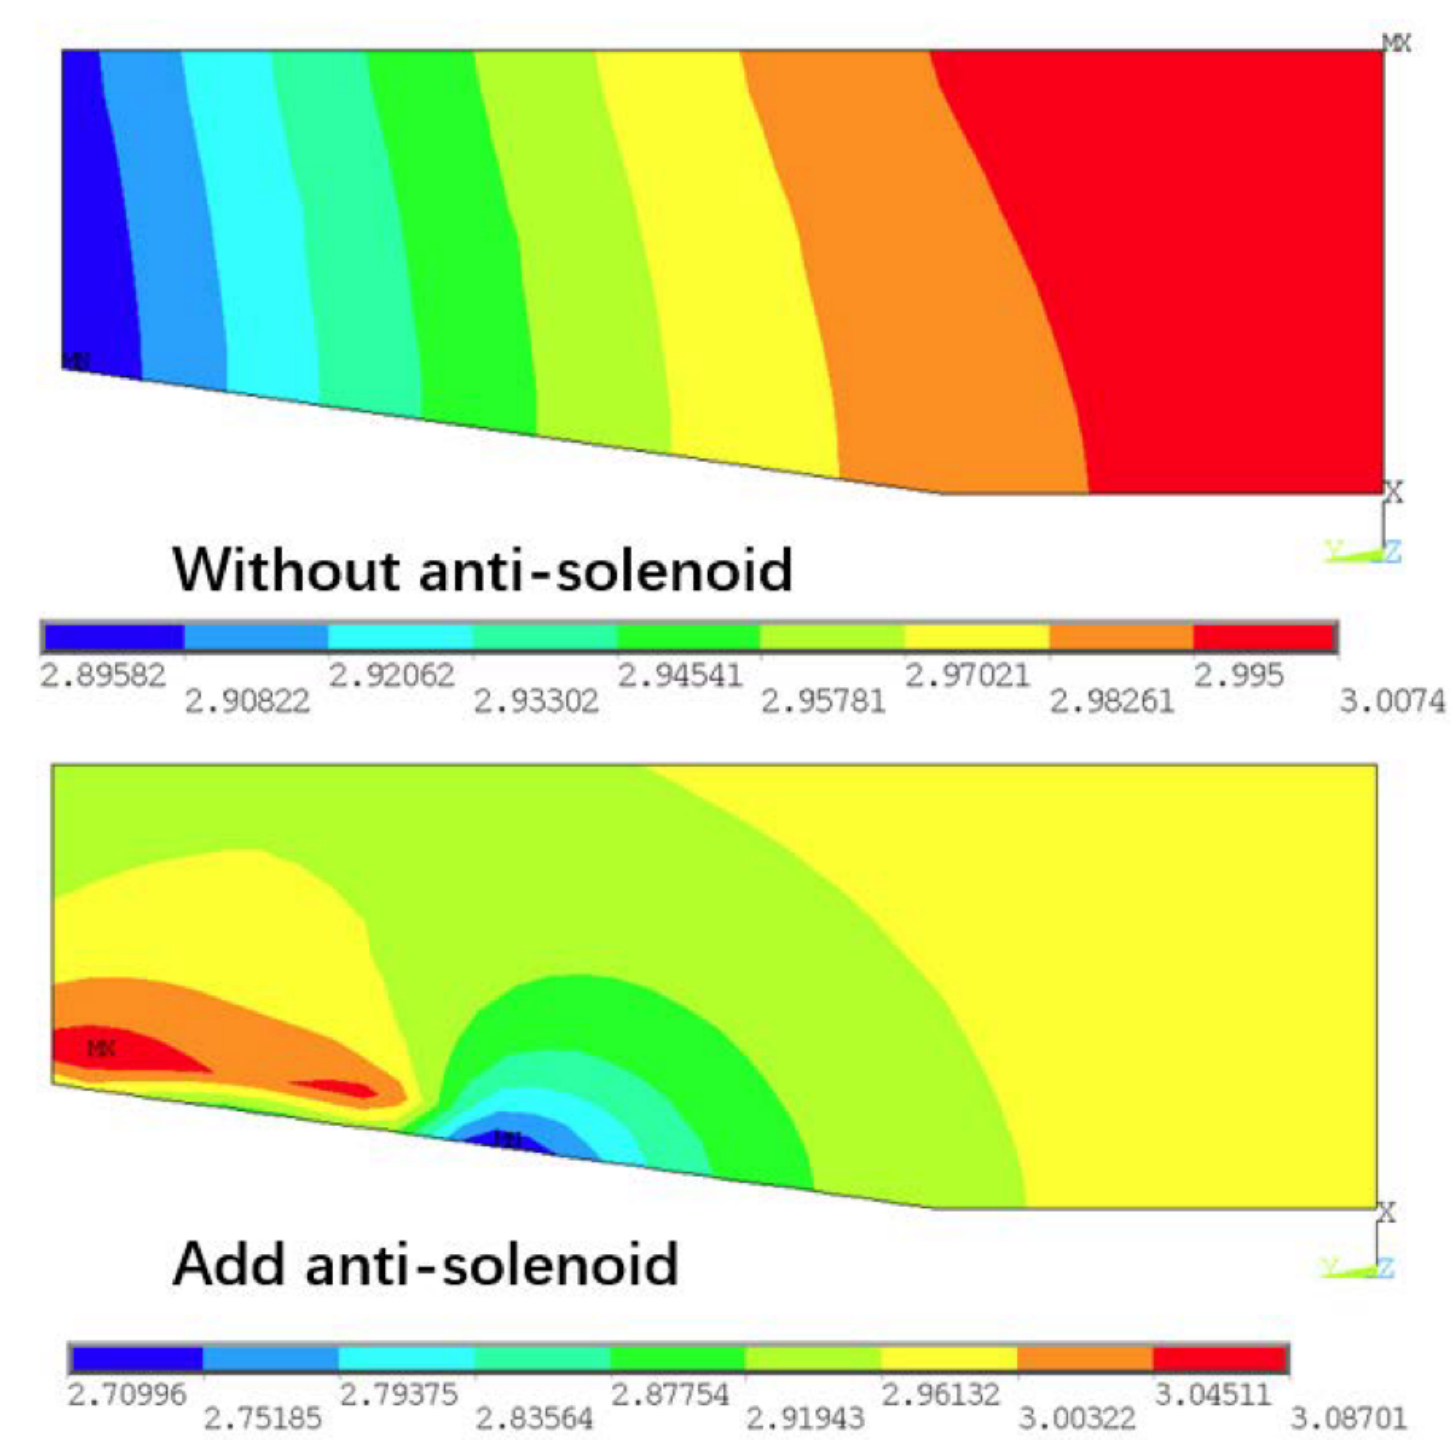 MX
MN
X
Y Z
Without anti-solenoid
2.89582 2.92062 2.94541 2.97021 2.995
2.90822 2.93302 2.95781 2.98261 3.0074
MX
MN
X
Y Z
Add anti-solenoid
2.70996 2.79375 2.87754 2.96132 3.04511
2.75185 2.83564 2.91943 3.00322 3.08701